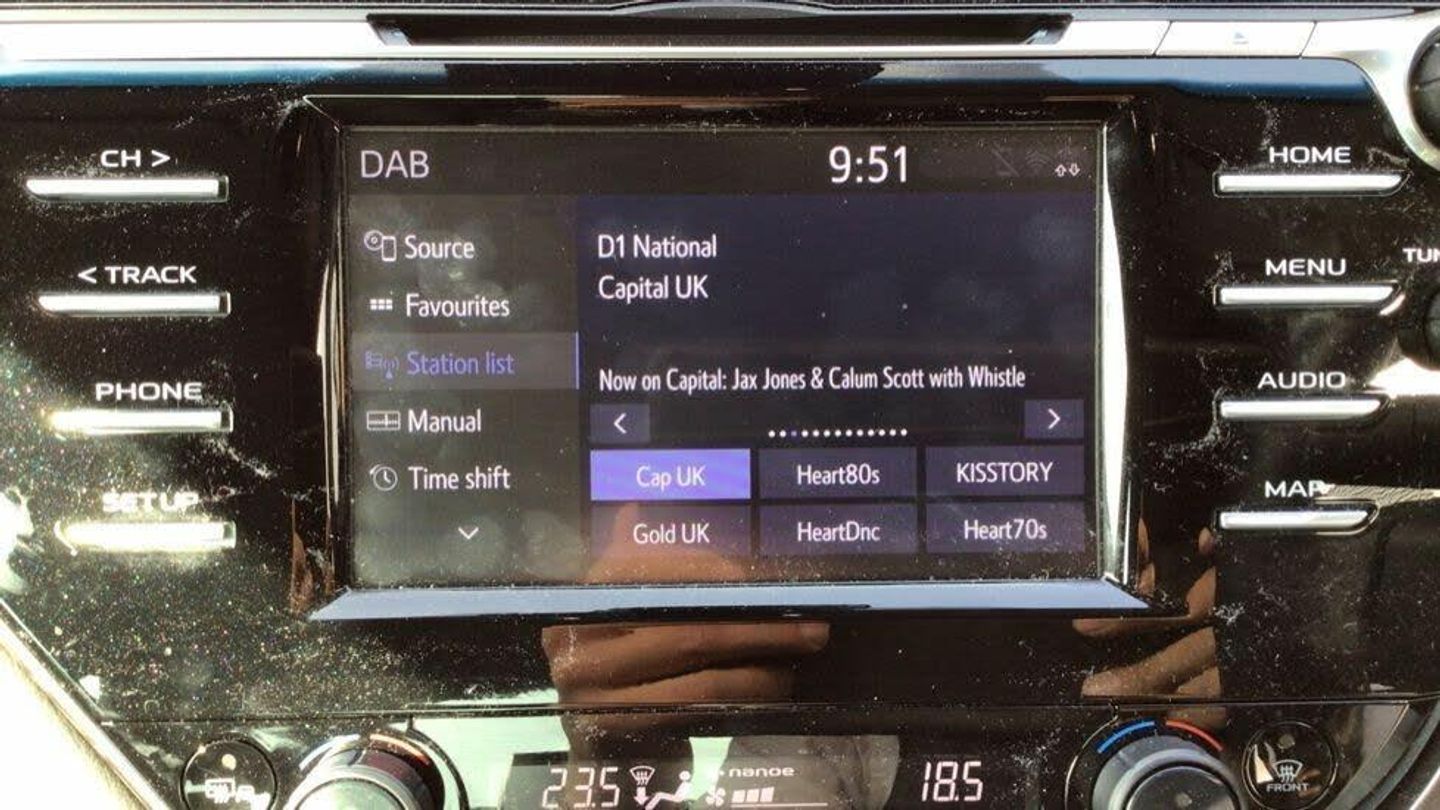 CH >
< TRACK
PHONE
SETUP
DAB
9:51
Source
Favourites
Station list
Manual
Time shift
D1 National
Capital UK
Now on Capital: Jax Jones & Calum Scott with Whistle
Cap UK
Heart80s
KISSTORY
Gold UK
HeartDnc
Heart70s
HOME
MENU
AUDIO
MAP
TUN
23.5
nanoe
18.5
FRONT